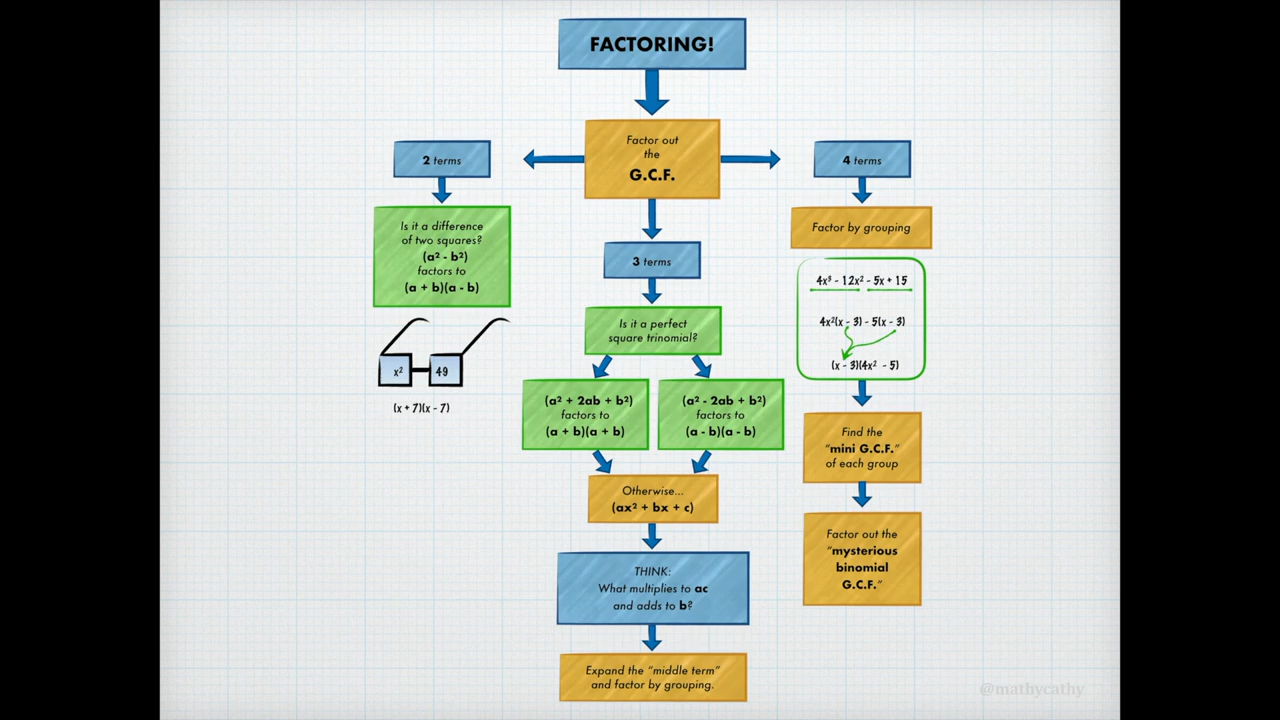 FACTORING!
Factor out
the
G.C.F.
2 terms
Is it a difference
of two squares?
(a² - b²)
factors to
(a + b)(a - b)
x² 49
(x + 7)(x - 7)
3 terms
Is it a perfect
square trinomial?
(a² + 2ab + b²)
factors to
(a + b)(a + b)
(a² - 2ab + b²)
factors to
(a - b)(a - b)
Otherwise...
(ax² + bx + c)
THINK:
What multiplies to ac
and adds to b?
Expand the "middle term"
and factor by grouping.
4 terms
Factor by grouping
4x³ - 12x² - 5x + 15
4x²(x - 3) - 5(x - 3)
(x - 3)(4x² - 5)
Find the
"mini G.C.F."
of each group
Factor out the
"mysterious
binomial
G.C.F."
@mathycathy